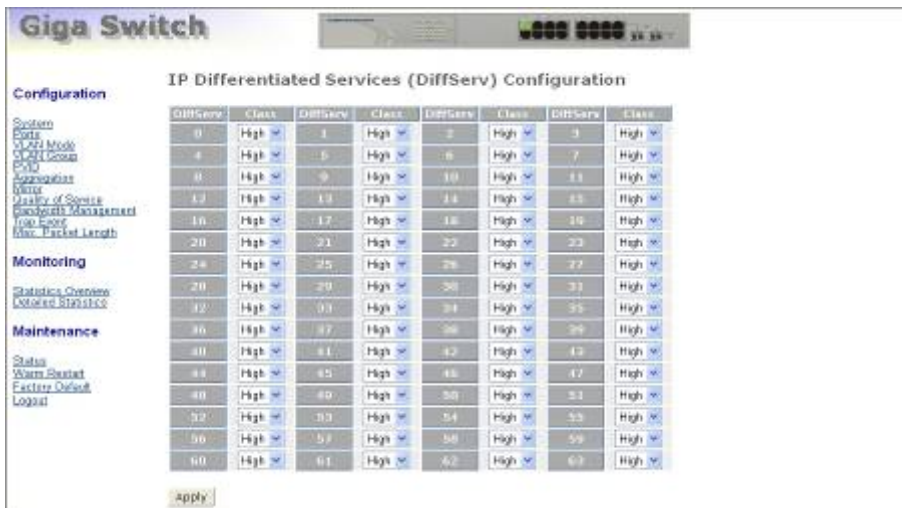 Giga Switch
IP Differentiated Services (DiffServ) Configuration
Configuration
System
Ports
VLAN Mode
VLAN Group
PVID
Aggregation
Mirror
Quality of Service
Bandwidth Management
Trap Event
Max. Packet Length
Monitoring
Statistics Overview
Detailed Statistics
Maintenance
Status
Warm Restart
Factory Default
Logout
DiffServ Class DiffServ Class DiffServ Class DiffServ Class
0 High 1 High 2 High 3 High
4 High 5 High 6 High 7 High
8 High 9 High 10 High 11 High
12 High 13 High 14 High 15 High
16 High 17 High 18 High 19 High
20 High 21 High 22 High 23 High
24 High 25 High 26 High 27 High
28 High 29 High 30 High 31 High
32 High 33 High 34 High 35 High
36 High 37 High 38 High 39 High
40 High 41 High 42 High 43 High
44 High 45 High 46 High 47 High
48 High 49 High 50 High 51 High
52 High 53 High 54 High 55 High
56 High 57 High 58 High 59 High
60 High 61 High 62 High 63 High
Apply